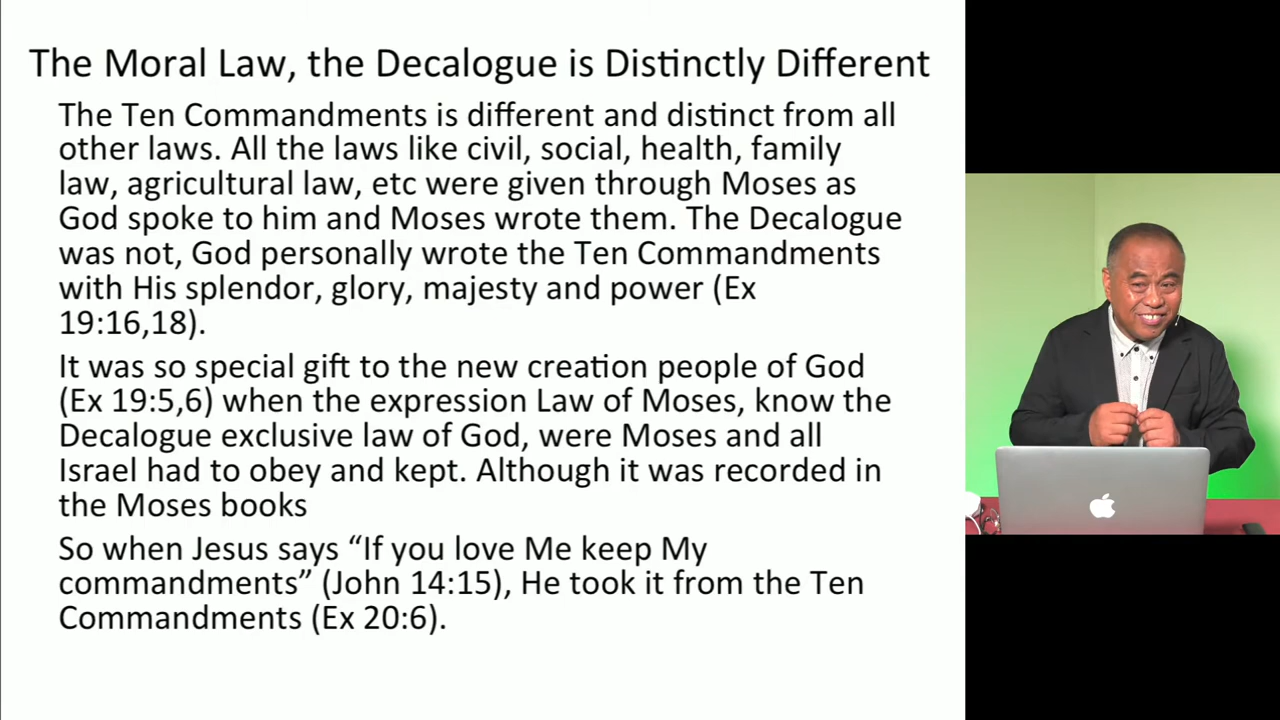 The Moral Law, the Decalogue is Distinctly Different
The Ten Commandments is different and distinct from all
other laws. All the laws like civil, social, health, family
law, agricultural law, etc were given through Moses as
God spoke to him and Moses wrote them. The Decalogue
was not, God personally wrote the Ten Commandments
with His splendor, glory, majesty and power (Ex
19:16,18).
It was so special gift to the new creation people of God
(Ex 19:5,6) when the expression Law of Moses, know the
Decalogue exclusive law of God, were Moses and all
Israel had to obey and kept. Although it was recorded in
the Moses books
So when Jesus says “If you love Me keep My
commandments” (John 14:15), He took it from the Ten
Commandments (Ex 20:6).